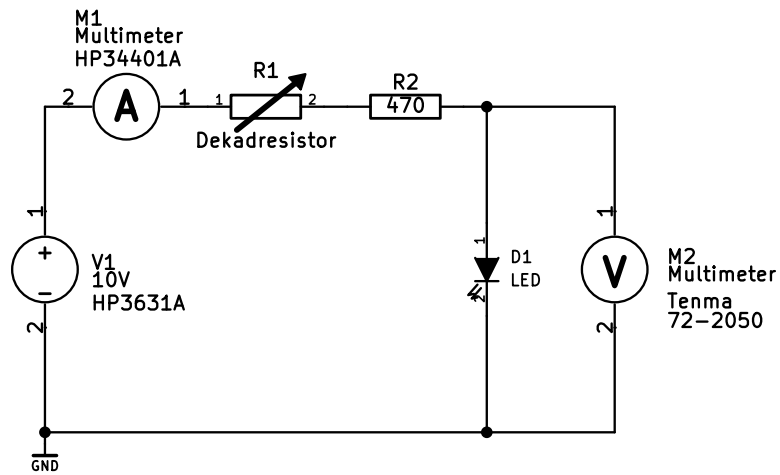 M1
Multimeter
HP34401A
2
A
1
R1
1
2
Dekadresistor
R2
470
1
+
−
2
V1
10V
HP3631A
1
2
D1
LED
1
V
2
M2
Multimeter
Tenma
72-2050
GND